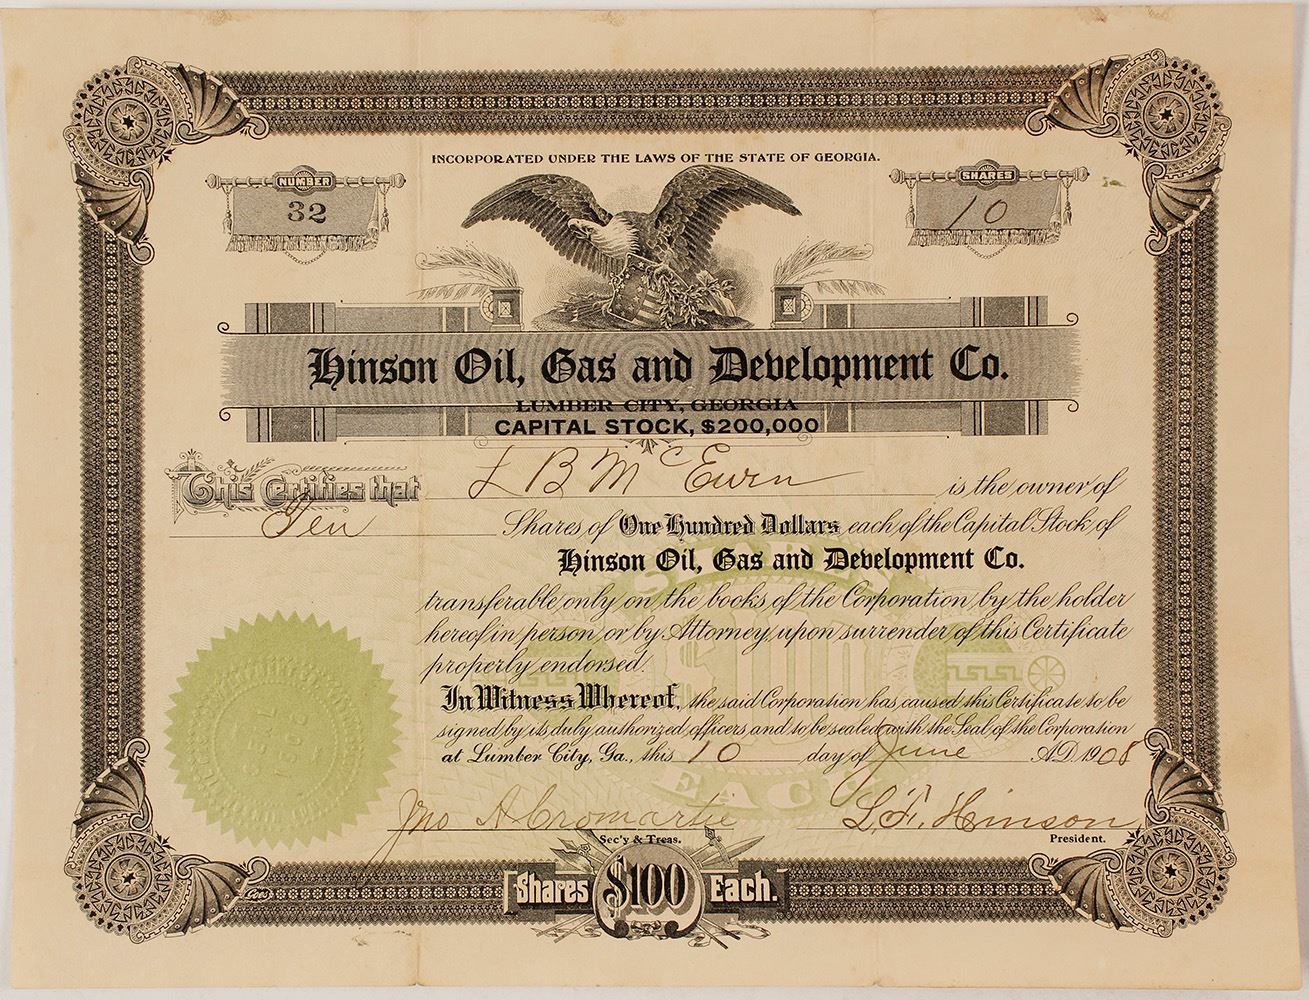 INCORPORATED UNDER THE LAWS OF THE STATE OF GEORGIA.
NUMBER
32
SHARES
10
Hinson Oil, Gas and Development Co.
LUMBER CITY, GEORGIA
CAPITAL STOCK, $200,000
This Certifies that L B McEwen is the owner of
Ten Shares of One Hundred Dollars each of the Capital Stock of
Hinson Oil, Gas and Development Co.
transferable only on the books of the Corporation by the holder
hereof in person or by Attorney upon surrender of this Certificate
properly endorsed.
In Witness Whereof, the said Corporation has caused this Certificate to be
signed by its duly authorized officers and to be sealed with the Seal of the Corporation
at Lumber City, Ga., this 10 day of June A.D. 1908
Jno A Cromartie L. F. Hinson
Sec'y & Treas. President.
Shares $100 Each.
SEAL
EACH